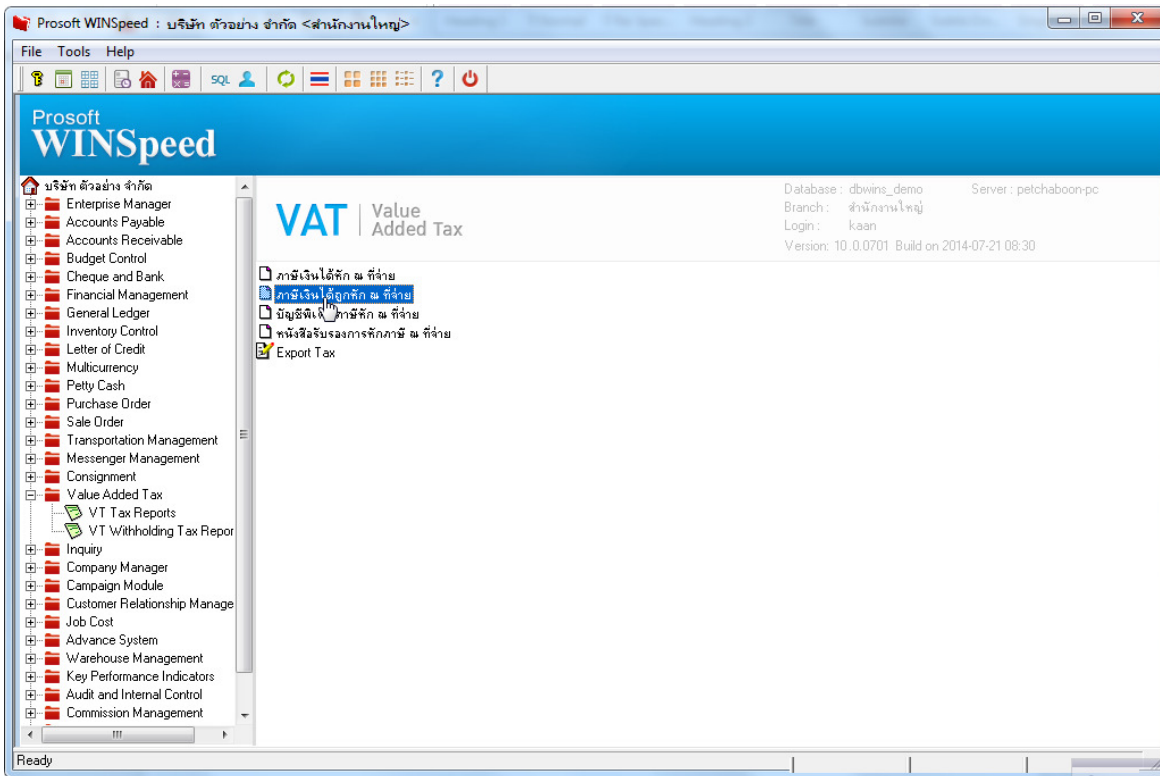 Prosoft WINSpeed : บริษัท ตัวอย่าง จำกัด <สำนักงานใหญ่>
File Tools Help
SQL
Prosoft
WINSpeed
บริษัท ตัวอย่าง จำกัด
Enterprise Manager
Accounts Payable
Accounts Receivable
Budget Control
Cheque and Bank
Financial Management
General Ledger
Inventory Control
Letter of Credit
Multicurrency
Petty Cash
Purchase Order
Sale Order
Transportation Management
Messenger Management
Consignment
Value Added Tax
VT Tax Reports
VT Withholding Tax Repor
Inquiry
Company Manager
Campaign Module
Customer Relationship Manage
Job Cost
Advance System
Warehouse Management
Key Performance Indicators
Audit and Internal Control
Commission Management
VAT Value
Added Tax
Database : dbwins_demo Server : petchaboon-pc
Branch : สำนักงานใหญ่
Login : kaan
Version: 10.0.0701 Build on 2014-07-21 08:30
ภาษีเงินได้หัก ณ ที่จ่าย
ภาษีเงินได้ถูกหัก ณ ที่จ่าย
ภาษีหัก ณ ที่จ่าย
หนังสือรับรองการหักภาษี ณ ที่จ่าย
Export Tax
Ready